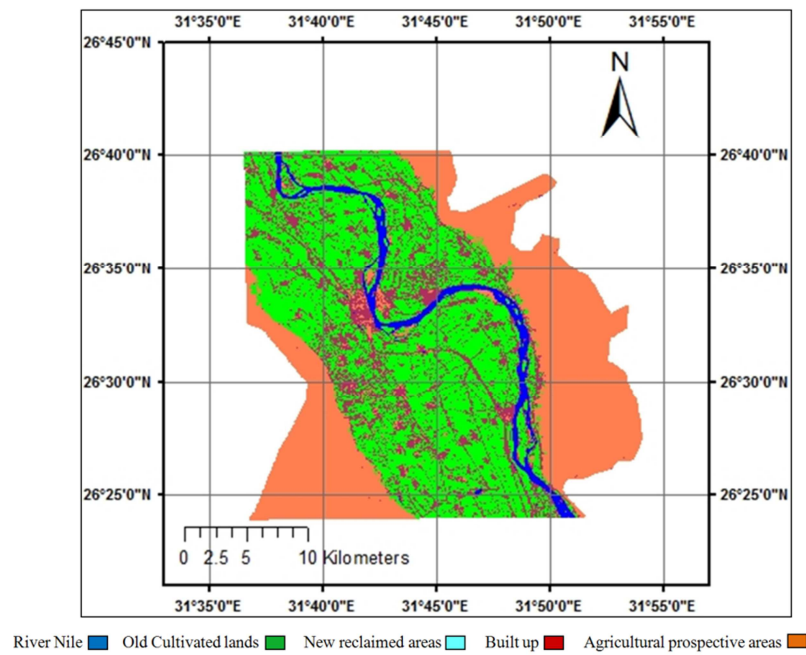 31°35'0"E 31°40'0"E 31°45'0"E 31°50'0"E 31°55'0"E
26°45'0"N 26°45'0"N
N
26°40'0"N 26°40'0"N
26°35'0"N 26°35'0"N
26°30'0"N 26°30'0"N
26°25'0"N 26°25'0"N
0 2.5 5 10 Kilometers
31°35'0"E 31°40'0"E 31°45'0"E 31°50'0"E 31°55'0"E
River Nile Old Cultivated lands New reclaimed areas Built up Agricultural prospective areas